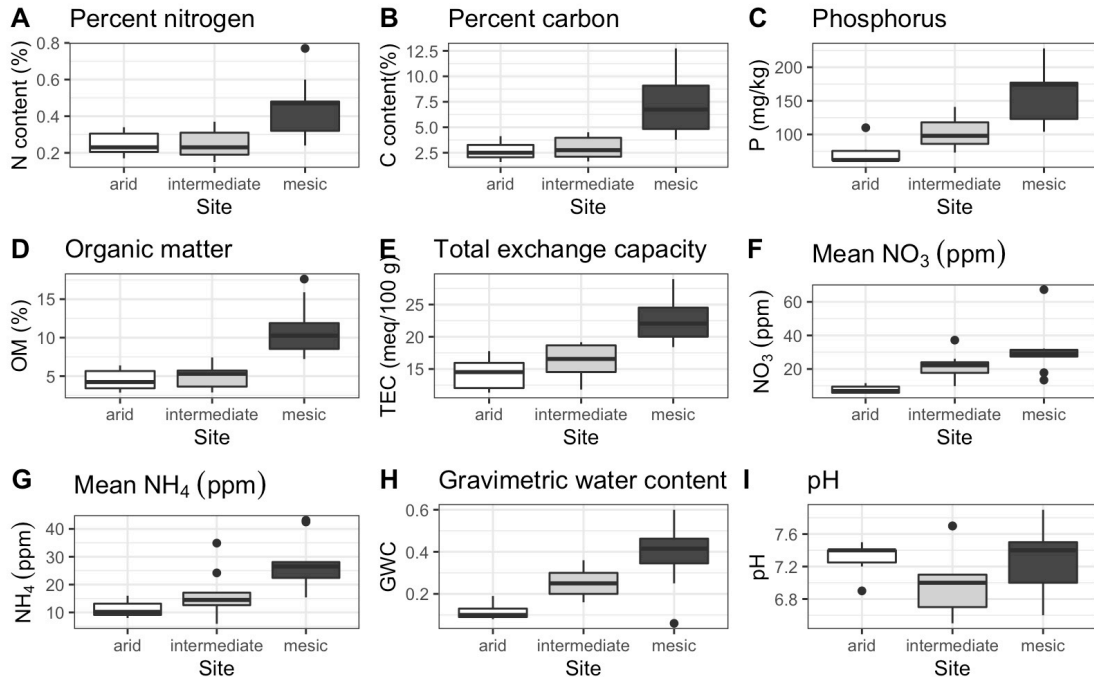 A Percent nitrogen
N content (%)
0.8
0.6
0.4
0.2
arid intermediate mesic
Site
B Percent carbon
C content(%)
12.5
10.0
7.5
5.0
2.5
arid intermediate mesic
Site
C Phosphorus
P (mg/kg)
200
150
100
arid intermediate mesic
Site
D Organic matter
OM (%)
15
10
5
arid intermediate mesic
Site
E Total exchange capacity
TEC (meq/100 g)
25
20
15
arid intermediate mesic
Site
F Mean NO₃ (ppm)
NO₃ (ppm)
60
40
20
arid intermediate mesic
Site
G Mean NH₄ (ppm)
NH₄ (ppm)
40
30
20
10
arid intermediate mesic
Site
H Gravimetric water content
GWC
0.6
0.4
0.2
arid intermediate mesic
Site
I pH
pH
7.6
7.2
6.8
arid intermediate mesic
Site